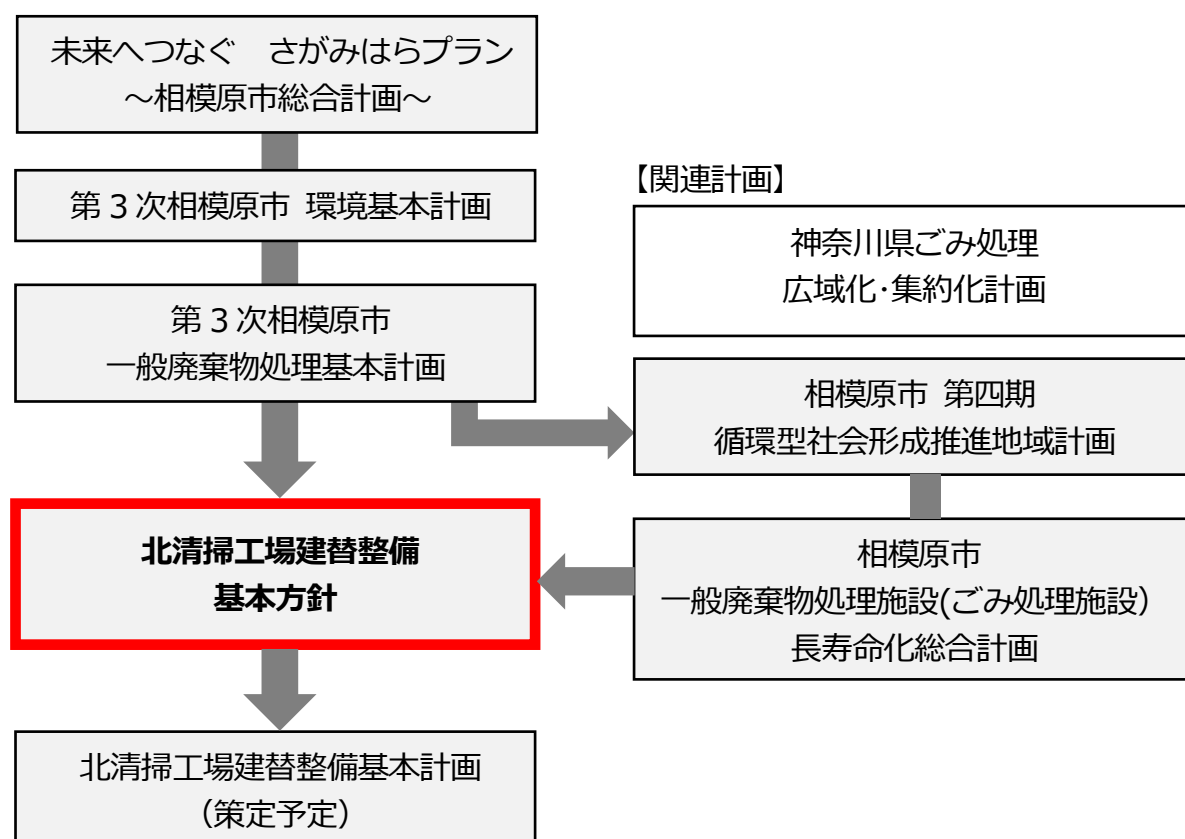 未来へつなぐ　さがみはらプラン
～相模原市総合計画～
第3次相模原市 環境基本計画
第3次相模原市
一般廃棄物処理基本計画
北清掃工場建替整備
基本方針
北清掃工場建替整備基本計画
（策定予定）
【関連計画】
神奈川県ごみ処理
広域化･集約化計画
相模原市 第四期
循環型社会形成推進地域計画
相模原市
一般廃棄物処理施設(ごみ処理施設）
長寿命化総合計画